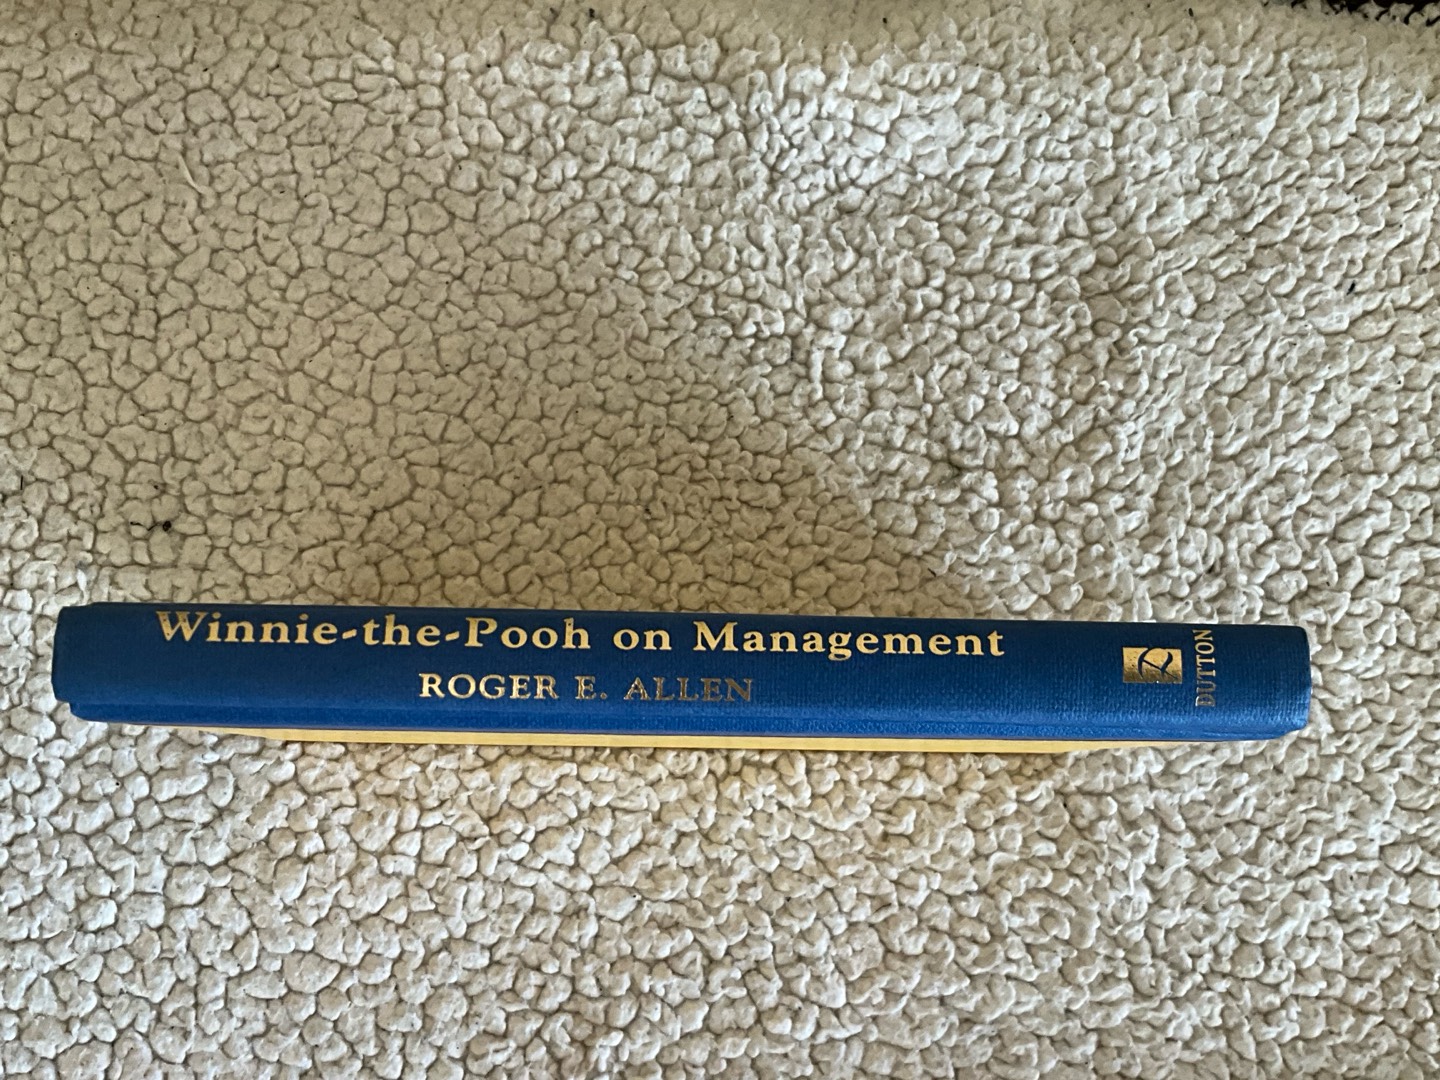 Winnie-the-Pooh on Management
ROGER E. ALLEN
DUTTON